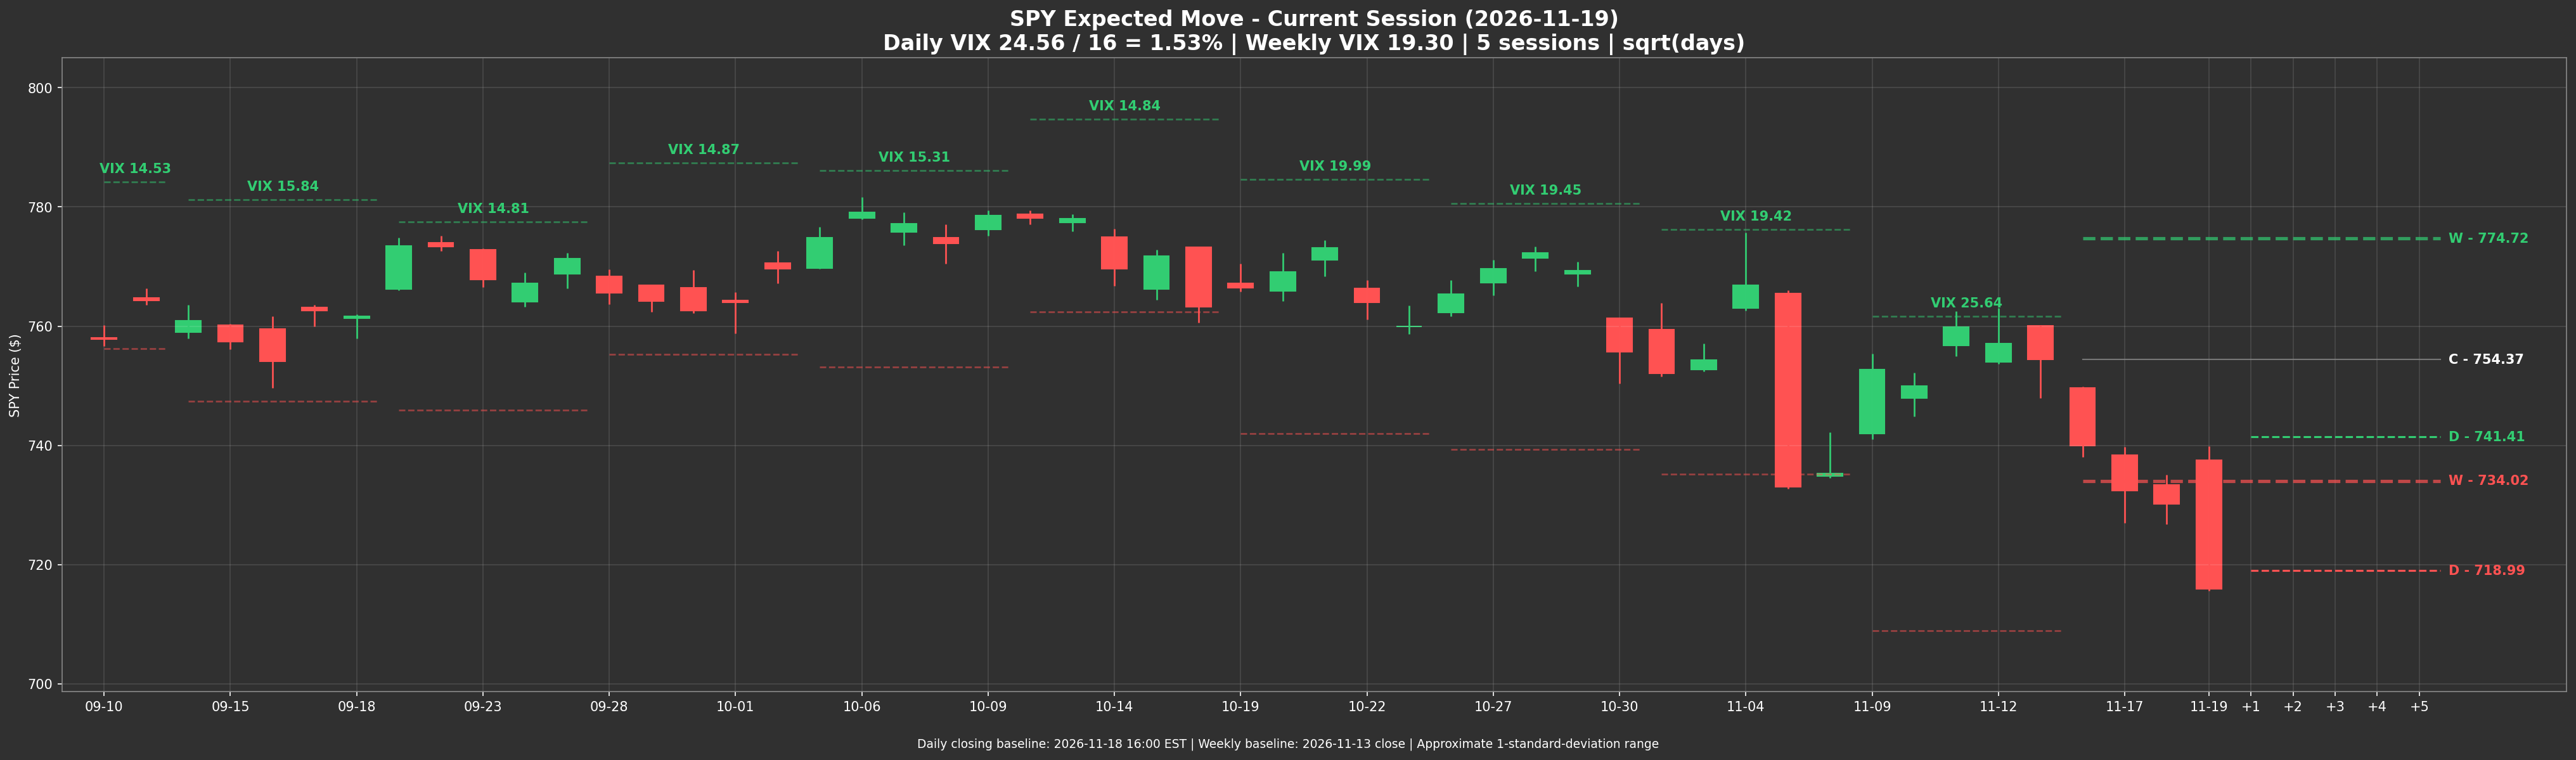 SPY Expected Move - Current Session (2026-11-19)
Daily VIX 24.56 / 16 = 1.53% | Weekly VIX 19.30 | 5 sessions | sqrt(days)
SPY Price ($)
800
780
760
740
720
700
VIX 14.53
VIX 15.84
VIX 14.81
VIX 14.87
VIX 15.31
VIX 14.84
VIX 19.99
VIX 19.45
VIX 19.42
VIX 25.64
W - 774.72
C - 754.37
D - 741.41
W - 734.02
D - 718.99
09-10 09-15 09-18 09-23 09-28 10-01 10-06 10-09 10-14 10-19 10-22 10-27 10-30 11-04 11-09 11-12 11-17 11-19 +1 +2 +3 +4 +5
Daily closing baseline: 2026-11-18 16:00 EST | Weekly baseline: 2026-11-13 close | Approximate 1-standard-deviation range